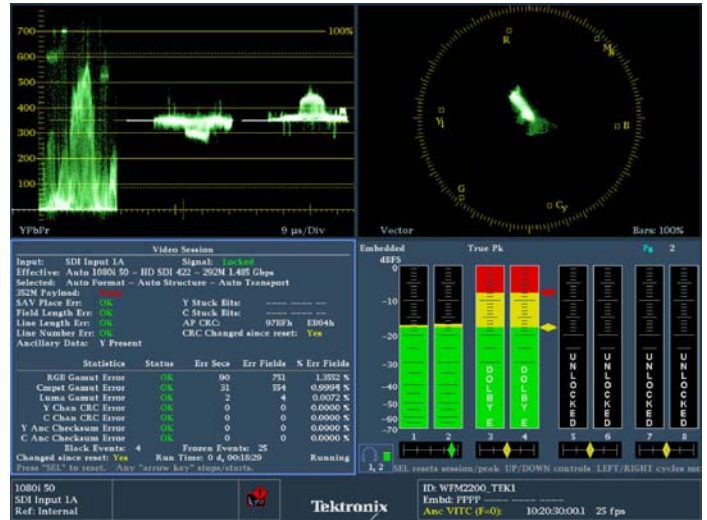 700
600
500
400
300
200
100
100%
YPbPr
9 µs/Div
R
Mg
B
Cy
G
Yl
Vector
Bars: 100%
Video Session
Input: SDI Input 1A Signal: Locked
Effective: Auto 1080i 50 – HD SDI 422 – 292M 1.485 Gbps
Selected: Auto Format – Auto Structure – Auto Transport
352M Payload:
SAV Place Err: OK Y Stuck Bits: ---- ----
Field Length Err: OK C Stuck Bits: ---- ----
Line Length Err: OK AP CRC: 97BFh EB64h
Line Number Err: OK CRC Changed since reset: Yes
Ancillary Data: Y Present
Statistics Status Err Secs Err Fields % Err Fields
RGB Gamut Error OK 90 751 1.3552 %
Cmpst Gamut Error OK 31 554 0.9994 %
Luma Gamut Error OK 2 4 0.0072 %
Y Chan CRC Error OK 0 0 0.0000 %
C Chan CRC Error OK 0 0 0.0000 %
Y Anc Checksum Error OK 0 0 0.0000 %
C Anc Checksum Error OK 0 0 0.0000 %
Black Events: 4 Frozen Events: 25
Changed since reset: Yes Run Time: 0 d, 00:18:29 Running
Press "SEL" to reset. Any "arrow key" stops/starts.
Embedded True Pk Pg 2
dBFS
0
-10
-20
-30
-40
-50
-60
-70
DOLBY E
DOLBY E
UNLOCKED
UNLOCKED
UNLOCKED
UNLOCKED
1 2 3 4 5 6 7 8
1, 2
SEL resets session/peak UP/DOWN controls LEFT/RIGHT cycles
1080i 50
SDI Input 1A
Ref: Internal
Tektronix
ID: WFM2200_TEK1
Embd: PPPP ---- ---- ----
Anc VITC (F=0): 10:20:30:00.1 25 fps